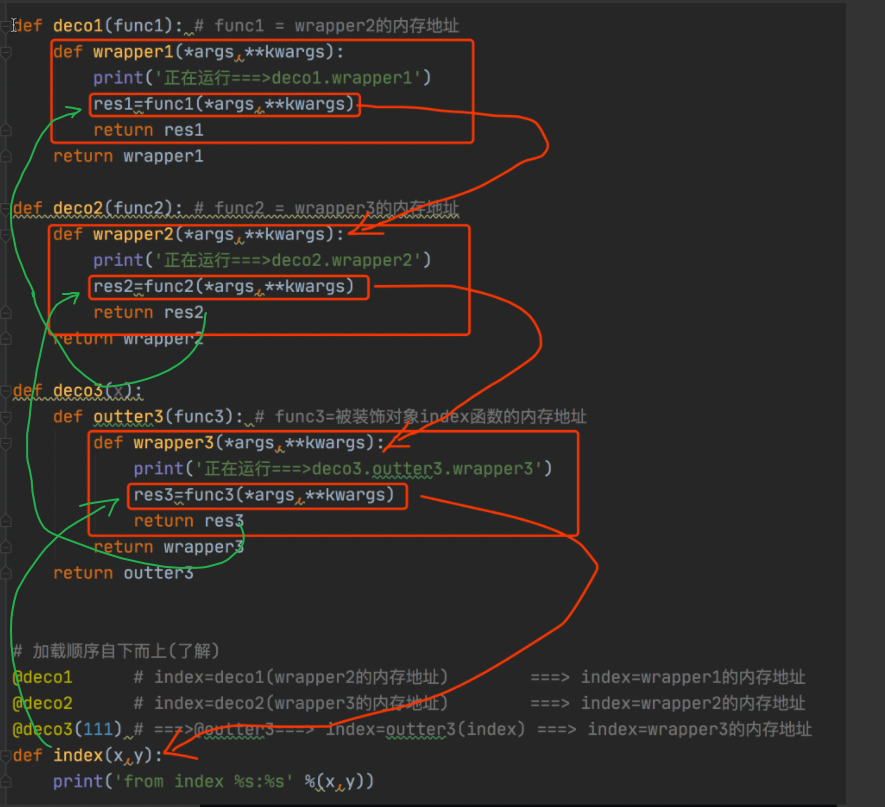 def deco1(func1): # func1 = wrapper2的内存地址
    def wrapper1(*args,**kwargs):
        print('正在运行===>deco1.wrapper1')
        res1=func1(*args,**kwargs)
        return res1
    return wrapper1
def deco2(func2): # func2 = wrapper3的内存地址
    def wrapper2(*args,**kwargs):
        print('正在运行===>deco2.wrapper2')
        res2=func2(*args,**kwargs)
        return res2
    return wrapper2
def deco3(x):
    def outter3(func3): # func3=被装饰对象index函数的内存地址
        def wrapper3(*args,**kwargs):
            print('正在运行===>deco3.outter3.wrapper3')
            res3=func3(*args,**kwargs)
            return res3
        return wrapper3
    return outter3
# 加载顺序自下而上(了解)
@deco1      # index=deco1(wrapper2的内存地址)        ===> index=wrapper1的内存地址
@deco2      # index=deco2(wrapper3的内存地址)        ===> index=wrapper2的内存地址
@deco3(111) # ===>@outter3===> index=outter3(index) ===> index=wrapper3的内存地址
def index(x,y):
    print('from index %s:%s' %(x,y))